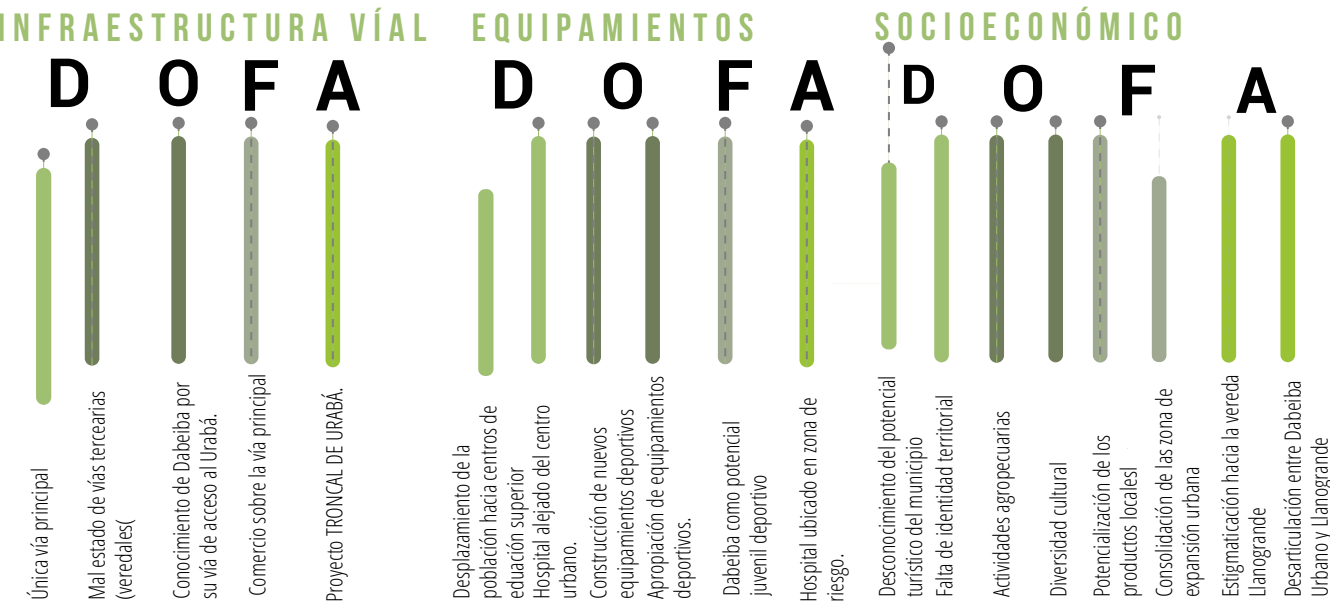 INFRAESTRUCTURA VÍAL
D O F A
Única vía principal
Mal estado de vías tercearias
(veredales(
Conocimiento de Dabeiba por
su vía de acceso al Urabá.
Comercio sobre la vía principal
Proyecto TRONCAL DE URABÁ.
EQUIPAMIENTOS
D O F A
Desplazamiento de la
población hacia centros de
eduación superior
Hospital alejado del centro
urbano.
Construcción de nuevos
equipamientos deportivos
Apropiación de equipamientos
deportivos.
Dabeiba como potencial
juvenil deportivo
Hospital ubicado en zona de
riesgo.
SOCIOECONÓMICO
D O F A
Desconocimiento del potencial
turístico del municipio
Falta de identidad territorial
Actividades agropecuarias
Diversidad cultural
Potencialización de los
productos localesl
Consolidación de las zona de
expansión urbana
Estigmaticación hacia la vereda
Llanogrande
Desarticulación entre Dabeiba
Urbano y Llanogrande